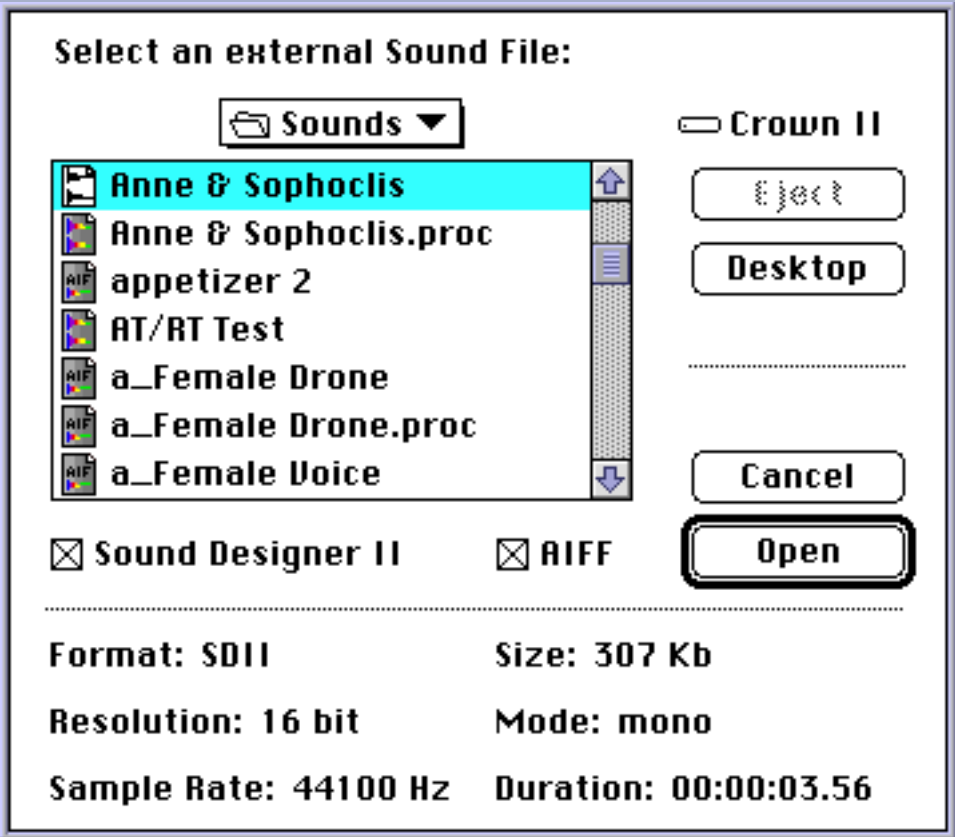 Select an external Sound File:
Sounds
Crown II
Anne & Sophoclis
Anne & Sophoclis.proc
appetizer 2
AT/RT Test
a_Female Drone
a_Female Drone.proc
a_Female Voice
Eject
Desktop
Cancel
Open
Sound Designer II
AIFF
Format: SDII
Size: 307 Kb
Resolution: 16 bit
Mode: mono
Sample Rate: 44100 Hz
Duration: 00:00:03.56